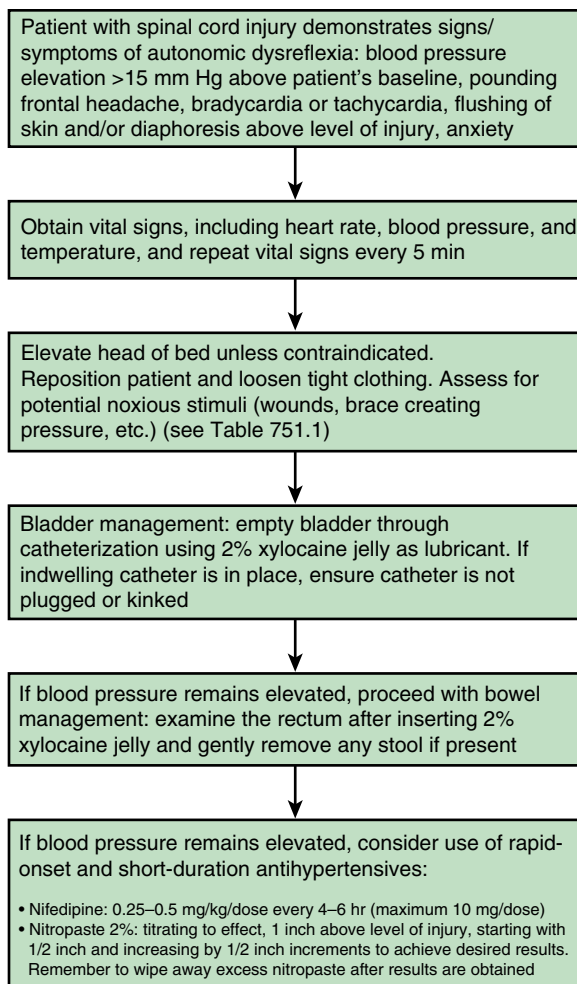 Patient with spinal cord injury demonstrates signs/
symptoms of autonomic dysreflexia: blood pressure
elevation >15 mm Hg above patient's baseline, pounding
frontal headache, bradycardia or tachycardia, flushing of
skin and/or diaphoresis above level of injury, anxiety
Obtain vital signs, including heart rate, blood pressure, and
temperature, and repeat vital signs every 5 min
Elevate head of bed unless contraindicated.
Reposition patient and loosen tight clothing. Assess for
potential noxious stimuli (wounds, brace creating
pressure, etc.) (see Table 751.1)
Bladder management: empty bladder through
catheterization using 2% xylocaine jelly as lubricant. If
indwelling catheter is in place, ensure catheter is not
plugged or kinked
If blood pressure remains elevated, proceed with bowel
management: examine the rectum after inserting 2%
xylocaine jelly and gently remove any stool if present
If blood pressure remains elevated, consider use of rapid-
onset and short-duration antihypertensives:
• Nifedipine: 0.25–0.5 mg/kg/dose every 4–6 hr (maximum 10 mg/dose)
• Nitropaste 2%: titrating to effect, 1 inch above level of injury, starting with
1/2 inch and increasing by 1/2 inch increments to achieve desired results.
Remember to wipe away excess nitropaste after results are obtained